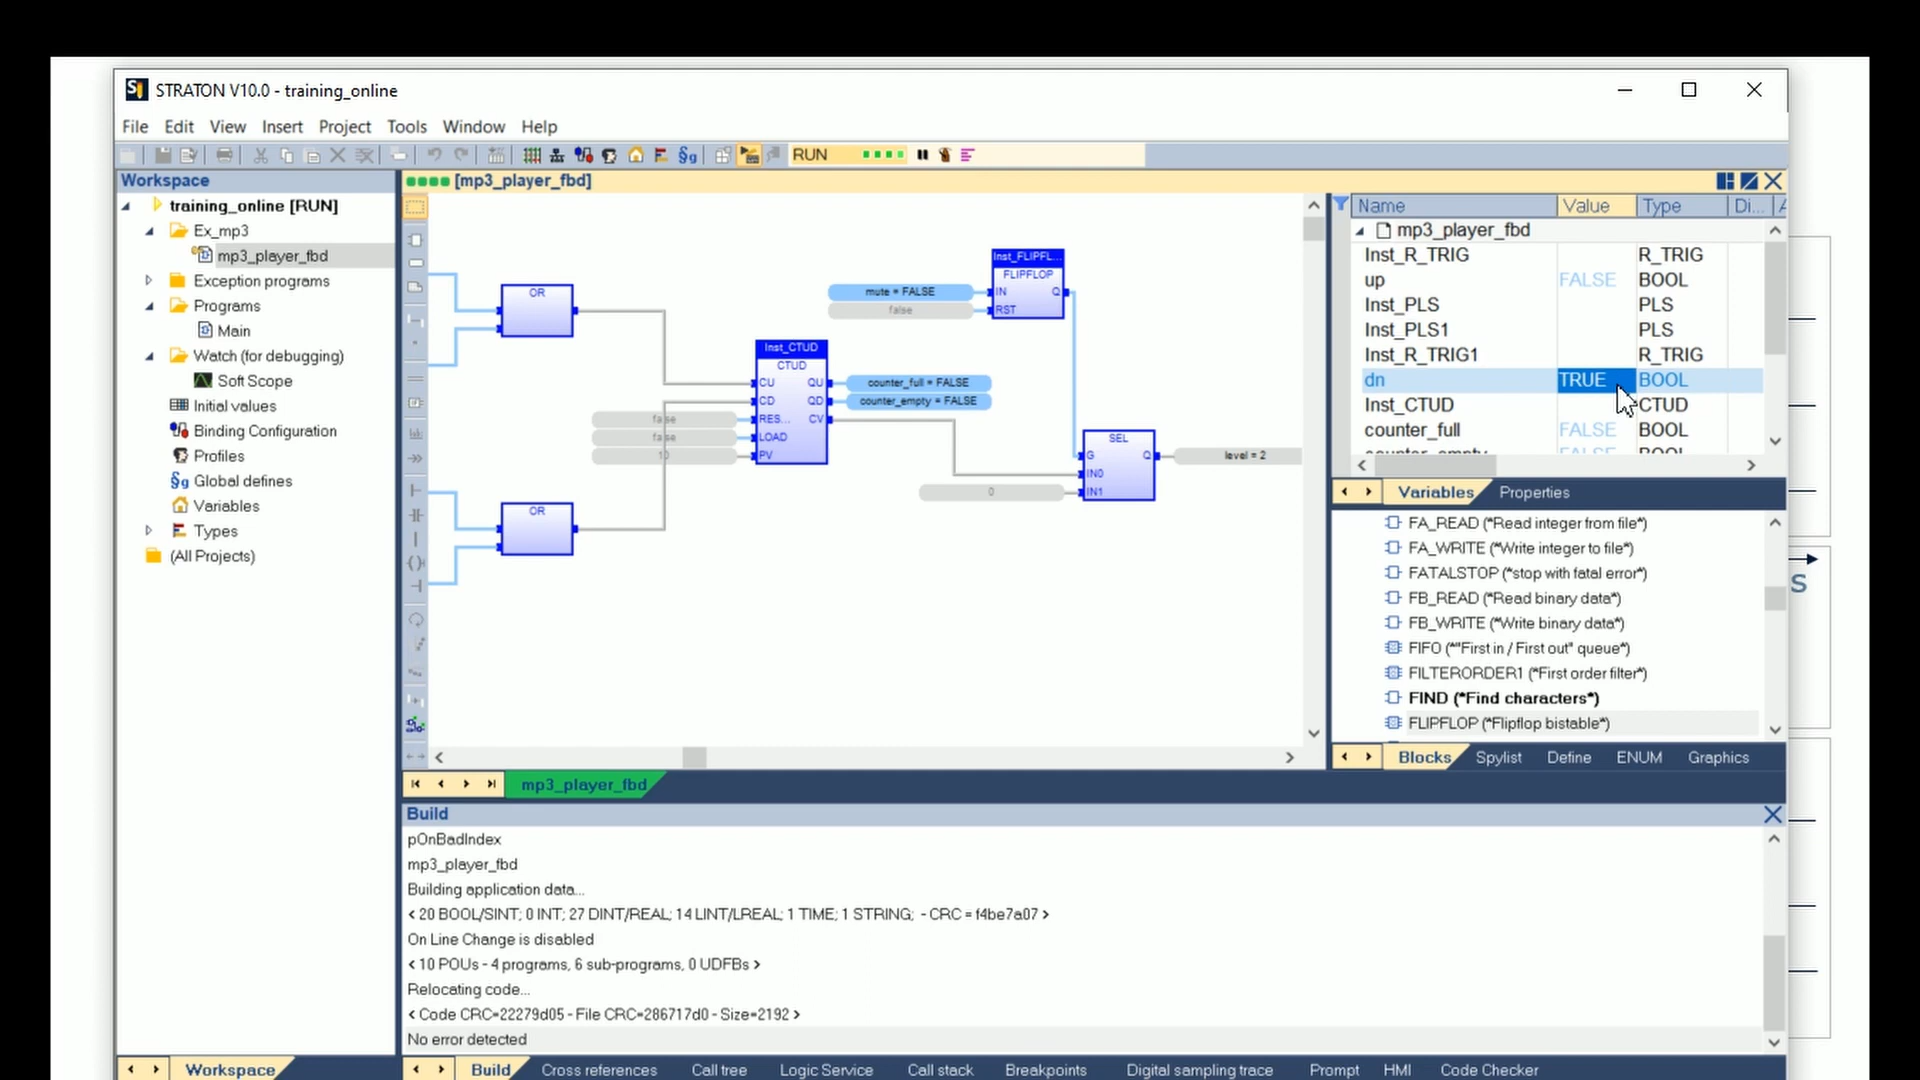 STRATON V10.0 - training_online
File Edit View Insert Project Tools Window Help
RUN
Workspace
training_online [RUN]
Ex_mp3
mp3_player_fbd
Exception programs
Programs
Main
Watch (for debugging)
Soft Scope
Initial values
Binding Configuration
Profiles
Global defines
Variables
Types
(All Projects)
[mp3_player_fbd]
OR
OR
Inst_FLIPFL...
FLIPFLOP
IN Q
RST
mute = FALSE
false
Inst_CTUD
CTUD
CU QU
CD QD
RES... CV
LOAD
PV
counter_full = FALSE
counter_empty = FALSE
false
false
10
SEL
G Q
IN0
IN1
0
level = 2
Name Value Type Di...
mp3_player_fbd
Inst_R_TRIG R_TRIG
up FALSE BOOL
Inst_PLS PLS
Inst_PLS1 PLS
Inst_R_TRIG1 R_TRIG
dn TRUE BOOL
Inst_CTUD CTUD
counter_full FALSE BOOL
counter_empty FALSE BOOL
Variables Properties
FA_READ (*Read integer from file*)
FA_WRITE (*Write integer to file*)
FATALSTOP (*stop with fatal error*)
FB_READ (*Read binary data*)
FB_WRITE (*Write binary data*)
FIFO (*"First in / First out" queue*)
FILTERORDER1 (*First order filter*)
FIND (*Find characters*)
FLIPFLOP (*Flipflop bistable*)
Blocks Spylist Define ENUM Graphics
mp3_player_fbd
Build
pOnBadIndex
mp3_player_fbd
Building application data...
< 20 BOOL/SINT; 0 INT; 27 DINT/REAL; 14 LINT/LREAL; 1 TIME; 1 STRING; - CRC = f4be7a07 >
On Line Change is disabled
< 10 POUs - 4 programs, 6 sub-programs, 0 UDFBs >
Relocating code...
< Code CRC=22279d05 - File CRC=286717d0 - Size=2192 >
No error detected
Workspace
Build Cross references Call tree Logic Service Call stack Breakpoints Digital sampling trace Prompt HMI Code Checker